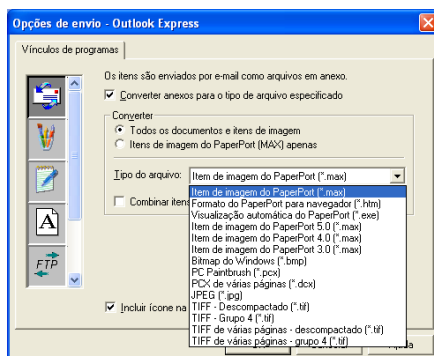 Opções de envio - Outlook Express
Vínculos de programas
Os itens são enviados por e-mail como arquivos em anexo.
Converter anexos para o tipo de arquivo especificado
Converter
Todos os documentos e itens de imagem
Itens de imagem do PaperPort (MAX) apenas
Tipo do arquivo: Item de imagem do PaperPort (*.max)
Item de imagem do PaperPort (*.max)
Formato do PaperPort para navegador (*.htm)
Combinar itens
Visualização automática do PaperPort (*.exe)
Item de imagem do PaperPort 5.0 (*.max)
Item de imagem do PaperPort 4.0 (*.max)
Item de imagem do PaperPort 3.0 (*.max)
A
Bitmap do Windows (*.bmp)
PC Paintbrush (*.pcx)
PCX de várias páginas (*.dcx)
FTP
JPEG (*.jpg)
TIFF - Descompactado (*.tif)
Incluir ícone na
TIFF - Grupo 4 (*.tif)
TIFF de várias páginas - descompactado (*.tif)
TIFF de várias páginas - grupo 4 (*.tif)